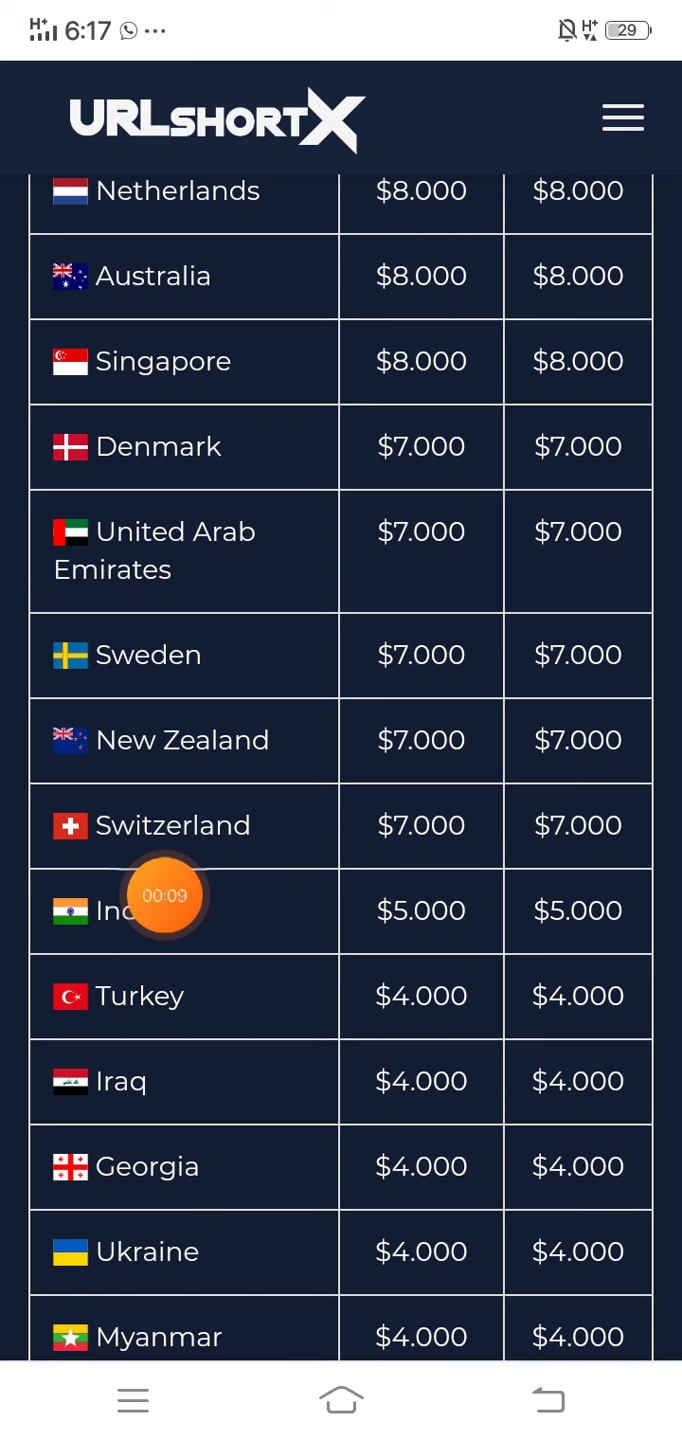 H+ 6:17 ...
H+ 29
URLSHORTX
Netherlands $8.000 $8.000
Australia $8.000 $8.000
Singapore $8.000 $8.000
Denmark $7.000 $7.000
United Arab $7.000 $7.000
Emirates
Sweden $7.000 $7.000
New Zealand $7.000 $7.000
Switzerland $7.000 $7.000
00:09
$5.000 $5.000
Turkey $4.000 $4.000
Iraq $4.000 $4.000
Georgia $4.000 $4.000
Ukraine $4.000 $4.000
Myanmar $4.000 $4.000